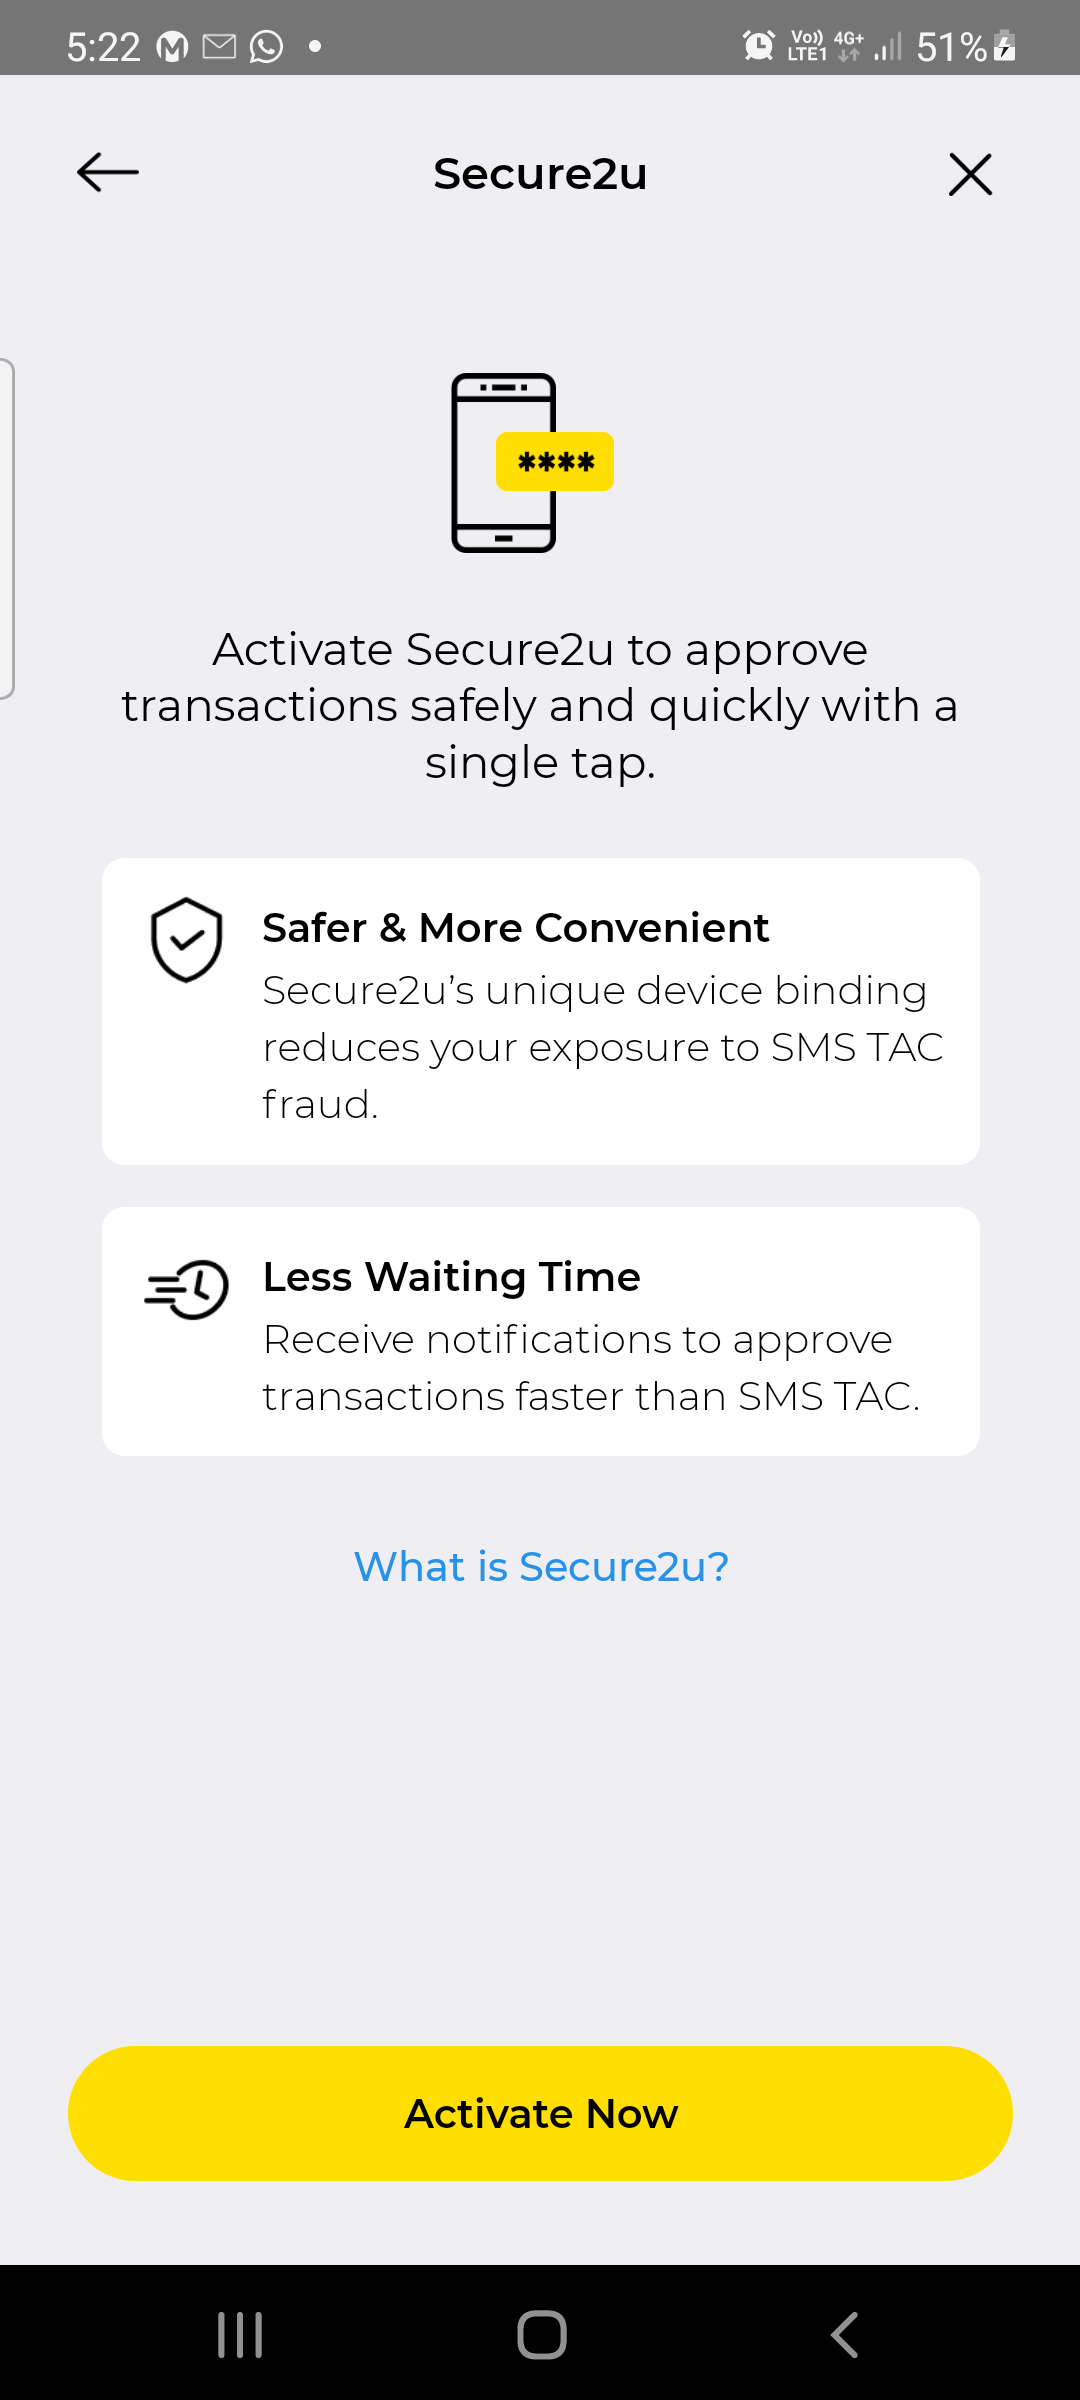 5:22
Vo)) LTE1 4G+ 51%
Secure2u
****
Activate Secure2u to approve
transactions safely and quickly with a
single tap.
Safer & More Convenient
Secure2u’s unique device binding
reduces your exposure to SMS TAC
fraud.
Less Waiting Time
Receive notifications to approve
transactions faster than SMS TAC.
What is Secure2u?
Activate Now